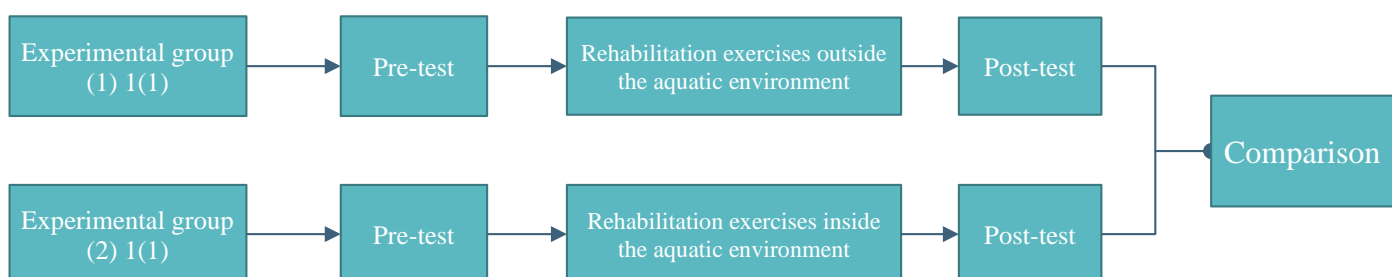 Experimental group
(1) 1(1)
Pre-test
Rehabilitation exercises outside
the aquatic environment
Post-test
Comparison
Experimental group
(2) 1(1)
Pre-test
Rehabilitation exercises inside
the aquatic environment
Post-test